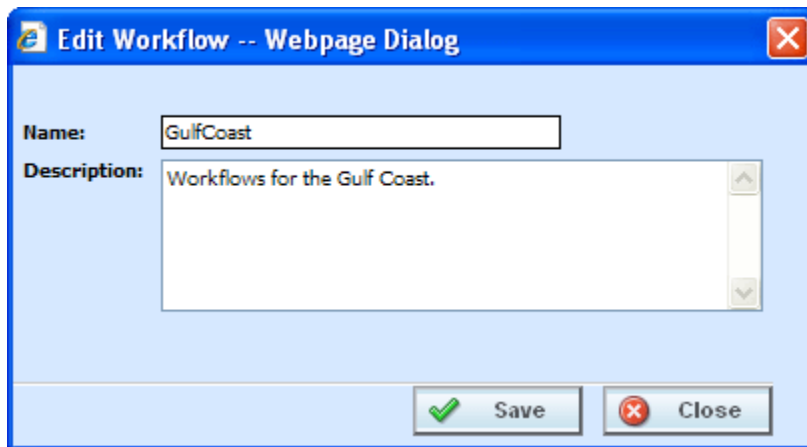 Edit Workflow -- Webpage Dialog
Name: GulfCoast
Description: Workflows for the Gulf Coast.
Save Close